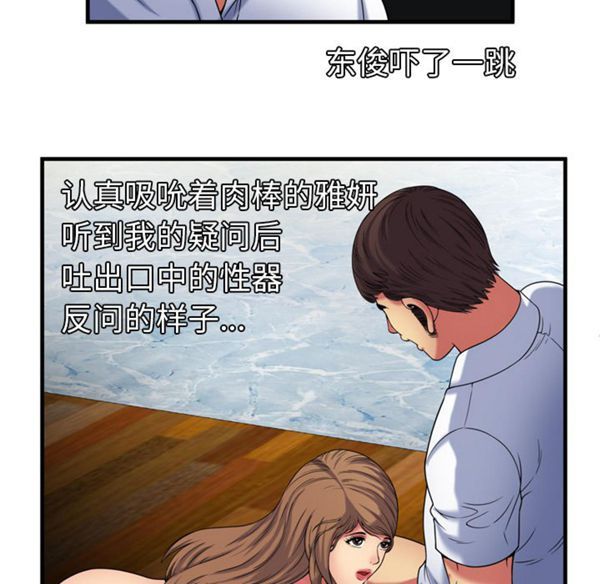 东俊吓了一跳
认真吸吮着肉棒的雅妍
听到我的疑问后
吐出口中的性器
反问的样子...